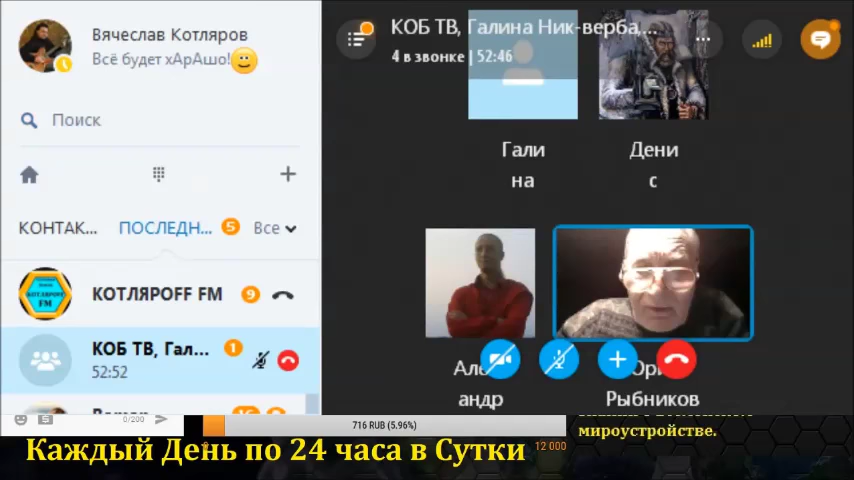 Вячеслав Котляров
Всё будет хАрАшо!
Поиск
КОНТАК...
ПОСЛЕДН...
5
Все
КОТЛЯРОFF FM
9
КОБ ТВ, Гал...
1
52:52
0/200
КОБ ТВ, Галина Ник-верба,...
4 в звонке | 52:46
Гали
на
Дени
с
андр
Рыбников
716 RUB (5.96%)
0
12 000
мироустройстве.
Каждый День по 24 часа в Сутки